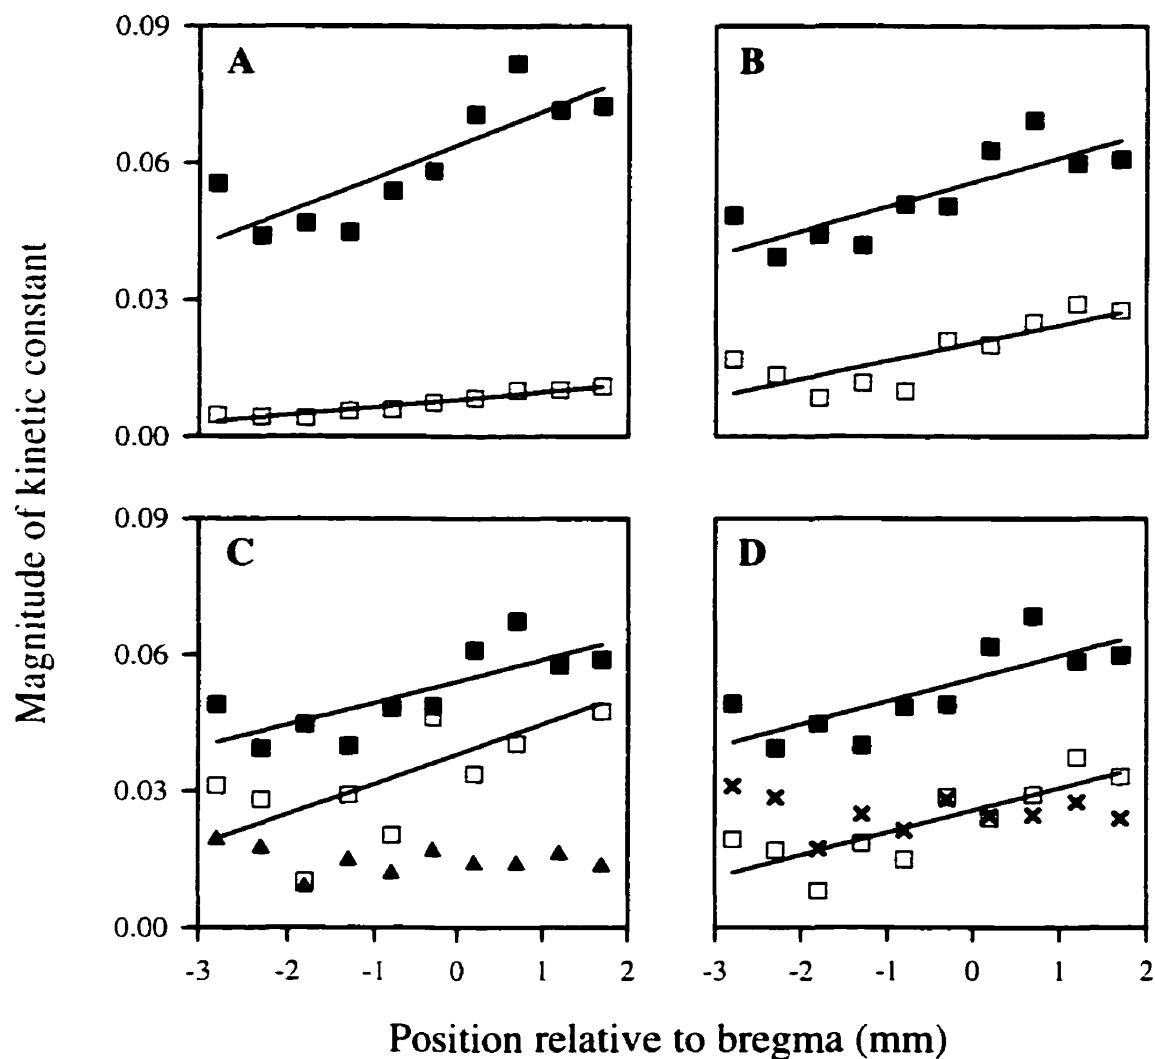 Magnitude of kinetic constant
0.09
0.06
0.03
0.00
A
B
0.09
0.06
0.03
0.00
C
D
-3 -2 -1 0 1 2
-3 -2 -1 0 1 2
Position relative to bregma (mm)